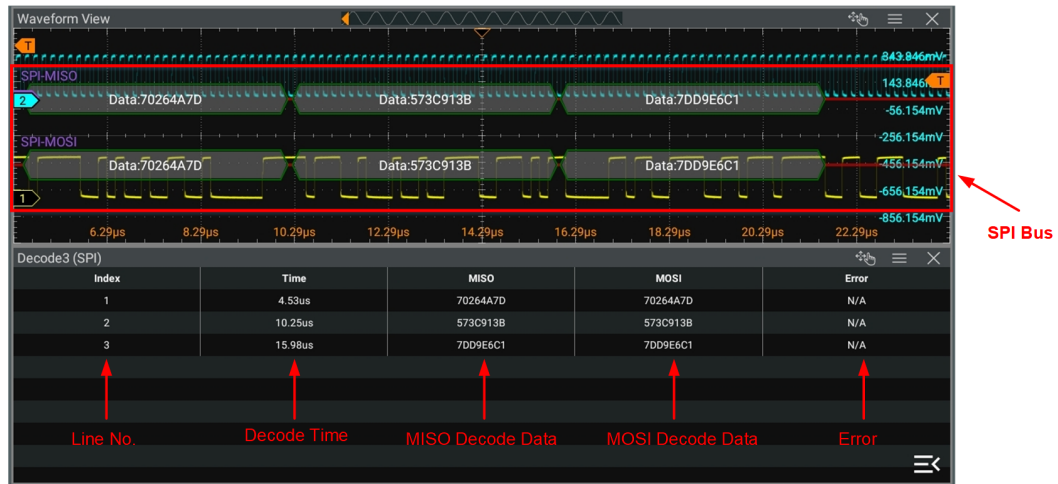 Waveform View
T
343.846mV
SPI-MISO
143.846
T
2
Data:70264A7D
Data:573C913B
Data:7DD9E6C1
-56.154mV
-256.154mV
SPI-MOSI
Data:70264A7D
Data:573C913B
Data:7DD9E6C1
-456.154mV
-656.154mV
1
-856.154mV
6.29µs 8.29µs 10.29µs 12.29µs 14.29µs 16.29µs 18.29µs 20.29µs 22.29µs
SPI Bus
Decode3 (SPI)
Index Time MISO MOSI Error
1 4.53us 70264A7D 70264A7D N/A
2 10.25us 573C913B 573C913B N/A
3 15.98us 7DD9E6C1 7DD9E6C1 N/A
Line No. Decode Time MISO Decode Data MOSI Decode Data Error